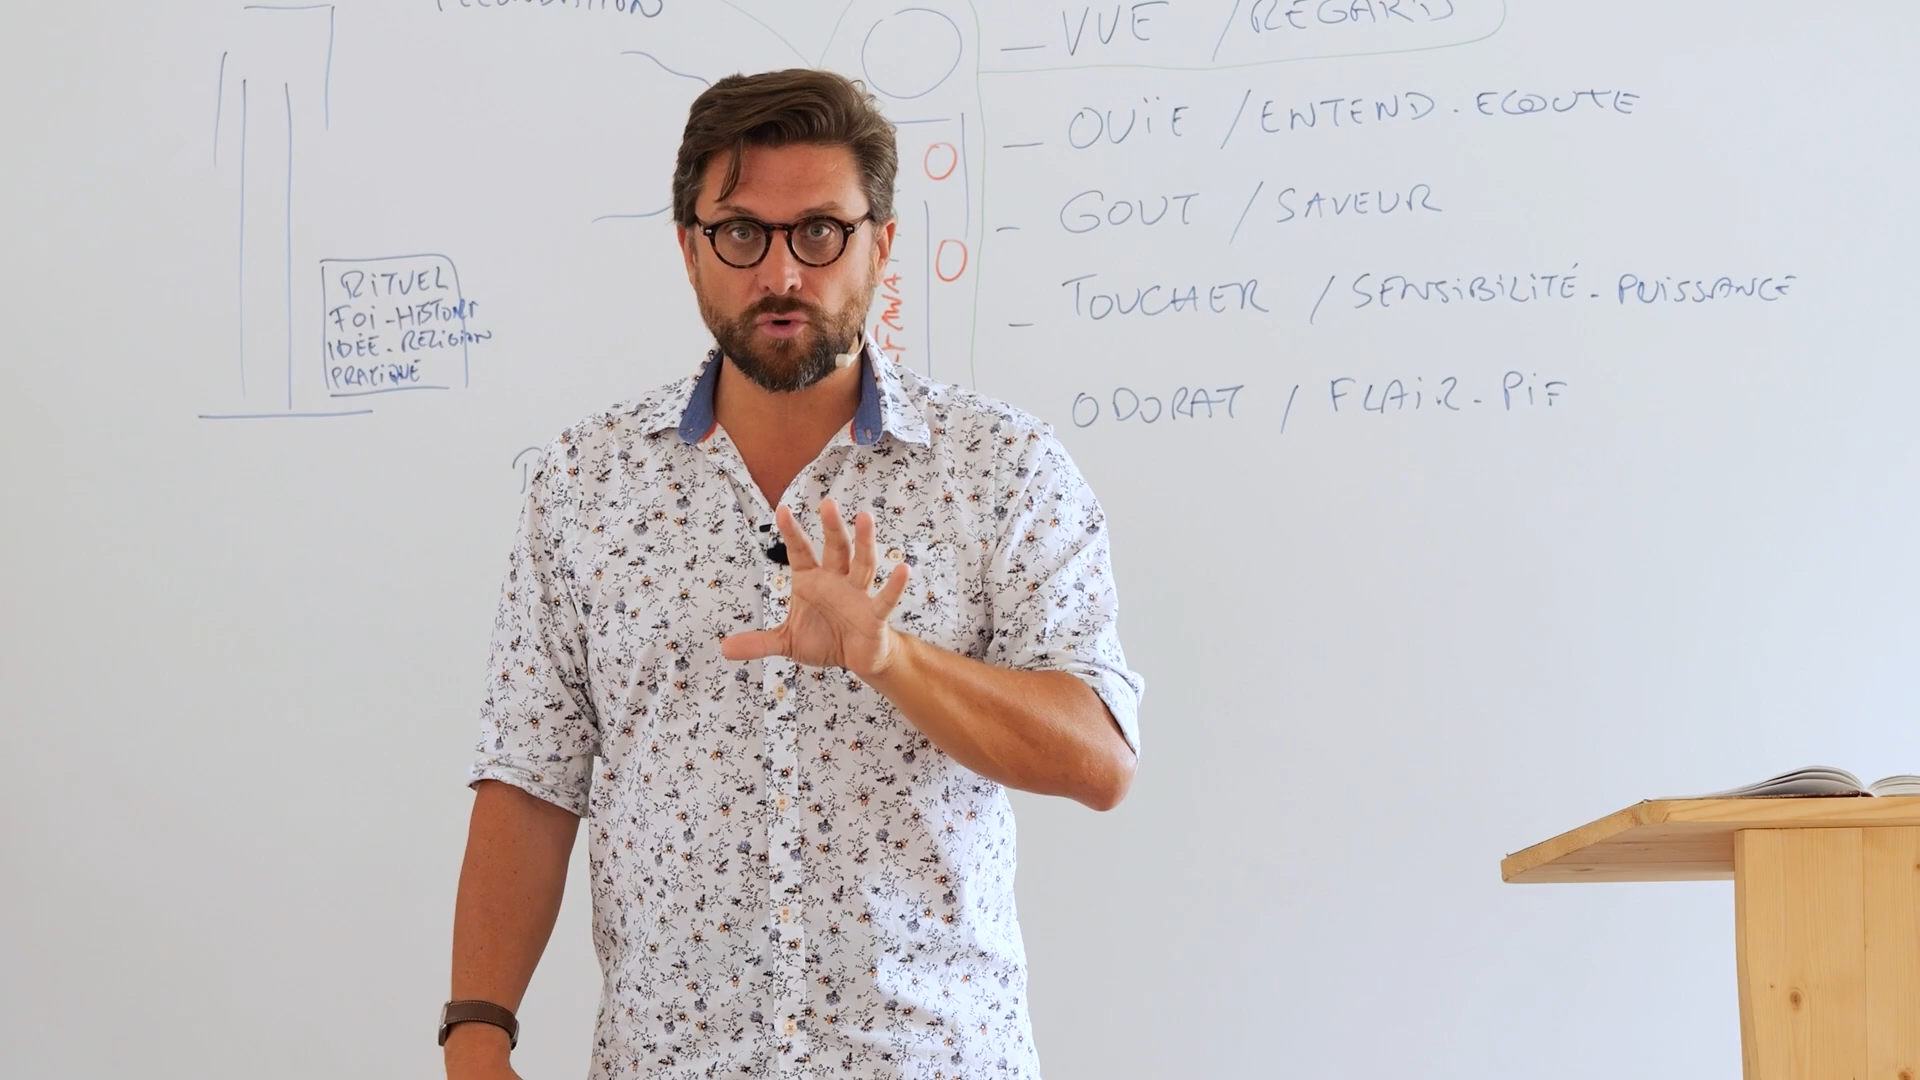 VUE / REGARD
- OUÏE / ENTEND. ECOUTE
- GOUT / SAVEUR
- TOUCHER / SENSIBILITÉ. PUISSANCE
- ODORAT / FLAIR. PIF
RITUEL
FOI - HISTOIRE
IDÉE. RELIGION
PRATIQUE